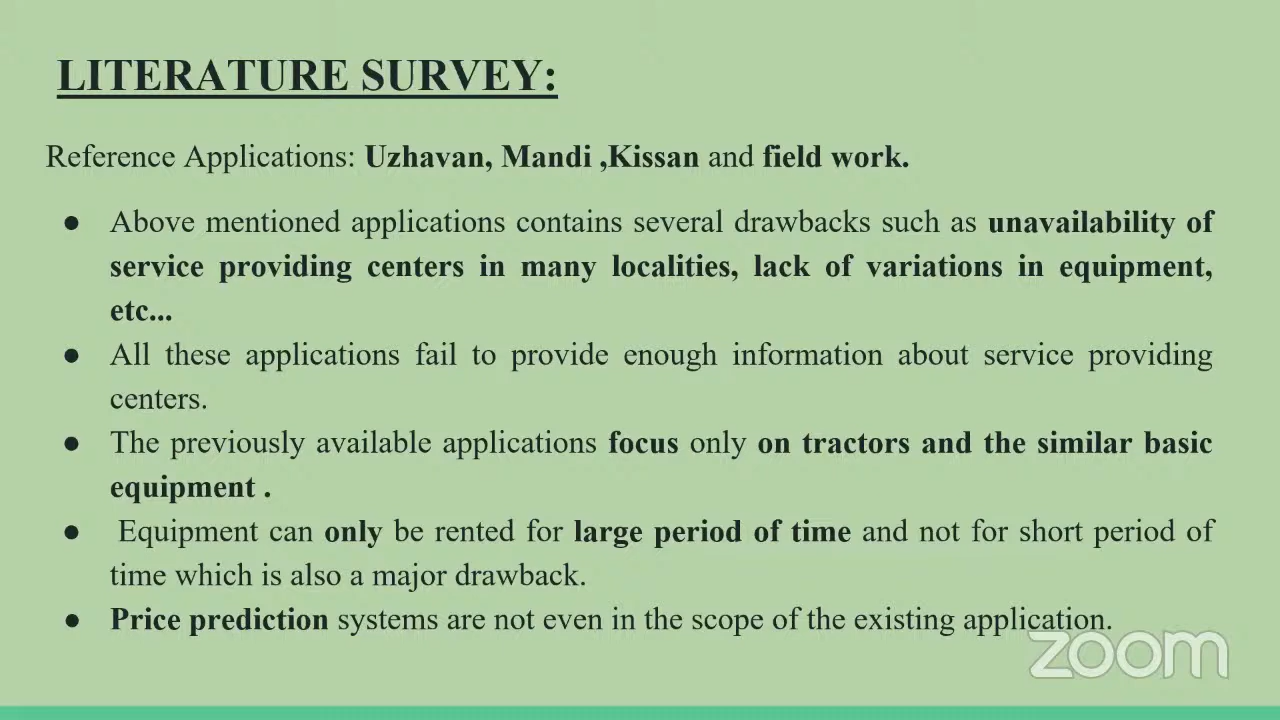 LITERATURE SURVEY:
Reference Applications: Uzhavan, Mandi ,Kissan and field work.
● Above mentioned applications contains several drawbacks such as unavailability of
service providing centers in many localities, lack of variations in equipment,
etc...
● All these applications fail to provide enough information about service providing
centers.
● The previously available applications focus only on tractors and the similar basic
equipment .
● Equipment can only be rented for large period of time and not for short period of
time which is also a major drawback.
● Price prediction systems are not even in the scope of the existing application.
zoom